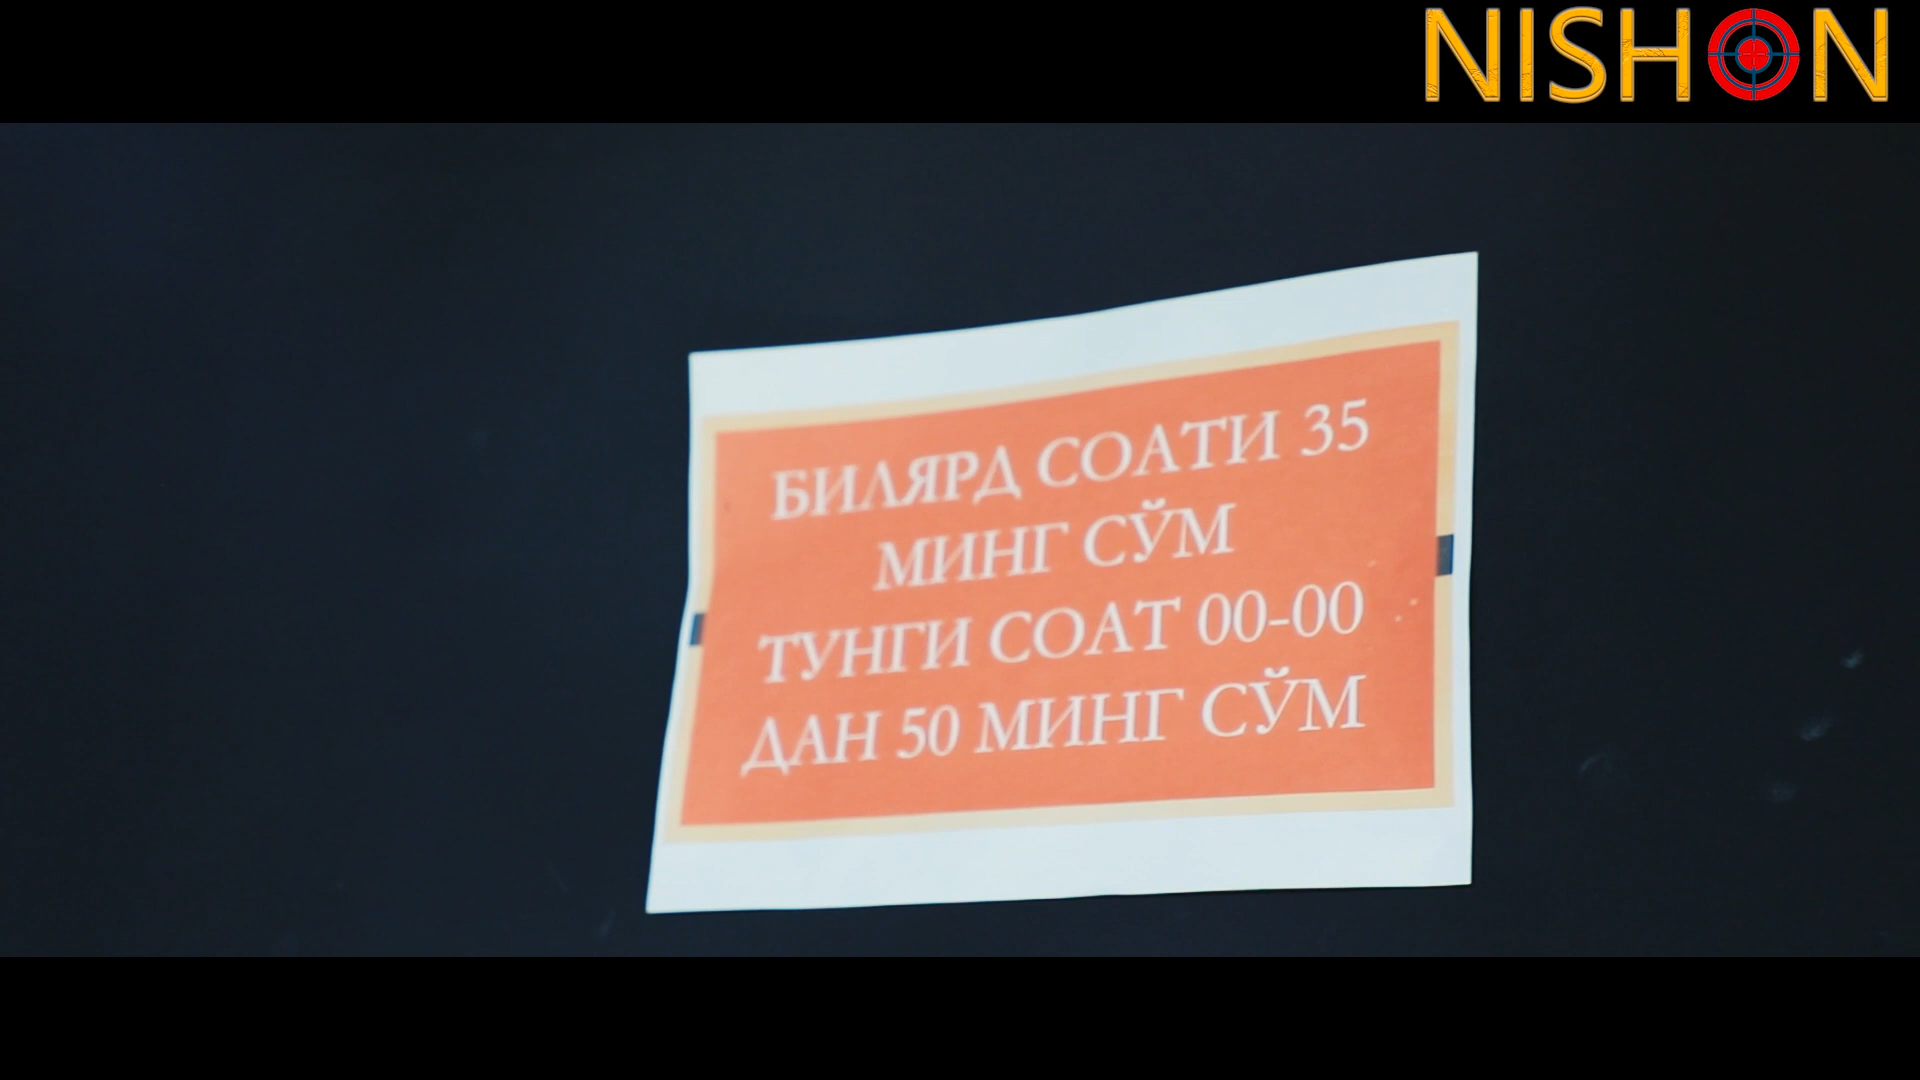 NISHON
БИЛЯРД СОАТИ 35
МИНГ СЎМ
ТУНГИ СОАТ 00-00
ДАН 50 МИНГ СЎМ